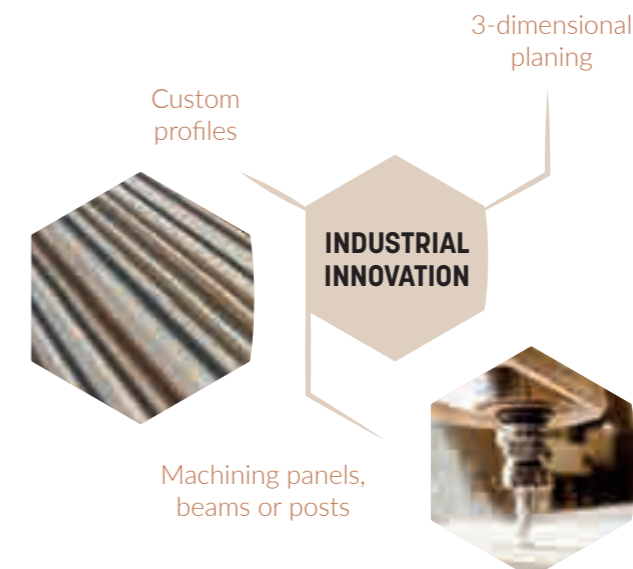 3-dimensional
planing
Custom
profiles
INDUSTRIAL
INNOVATION
Machining panels,
beams or posts